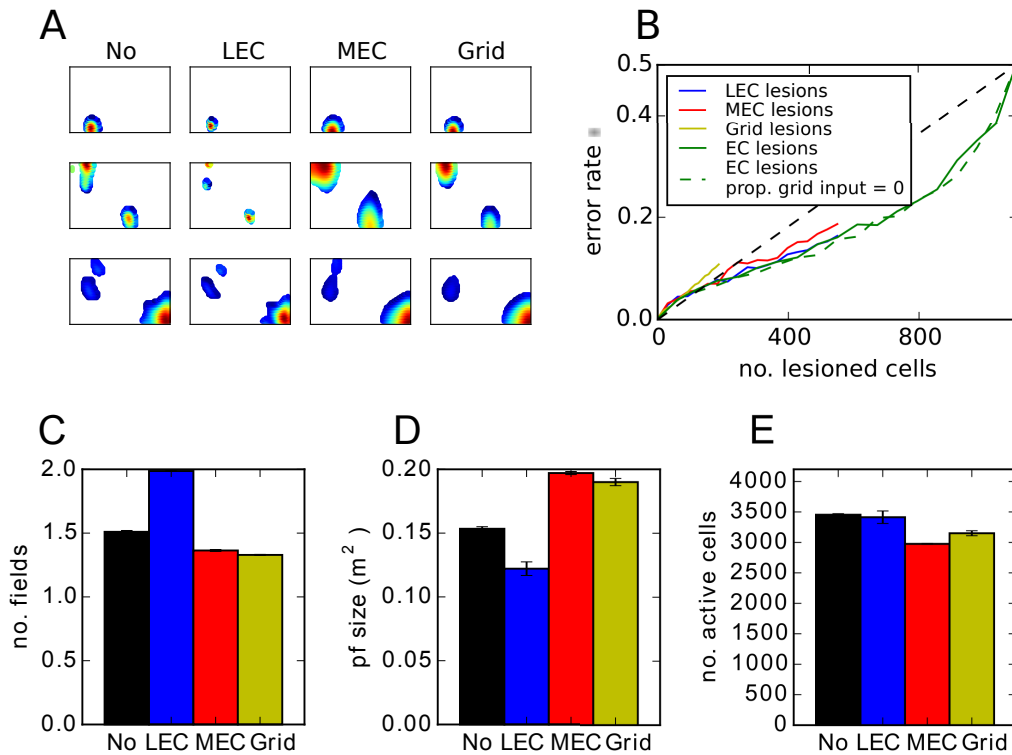 A
No LEC MEC Grid
B
0.5
0.4
0.2
0.0
error rate
LEC lesions
MEC lesions
Grid lesions
EC lesions
EC lesions
prop. grid input = 0
0 400 800
no. lesioned cells
C
2.0
1.5
1.0
0.5
0.0
no. fields
No LEC MEC Grid
D
0.20
0.15
0.10
0.05
0.00
pf size (m²)
No LEC MEC Grid
E
4000
3500
3000
2500
2000
1500
1000
500
0
no. active cells
No LEC MEC Grid